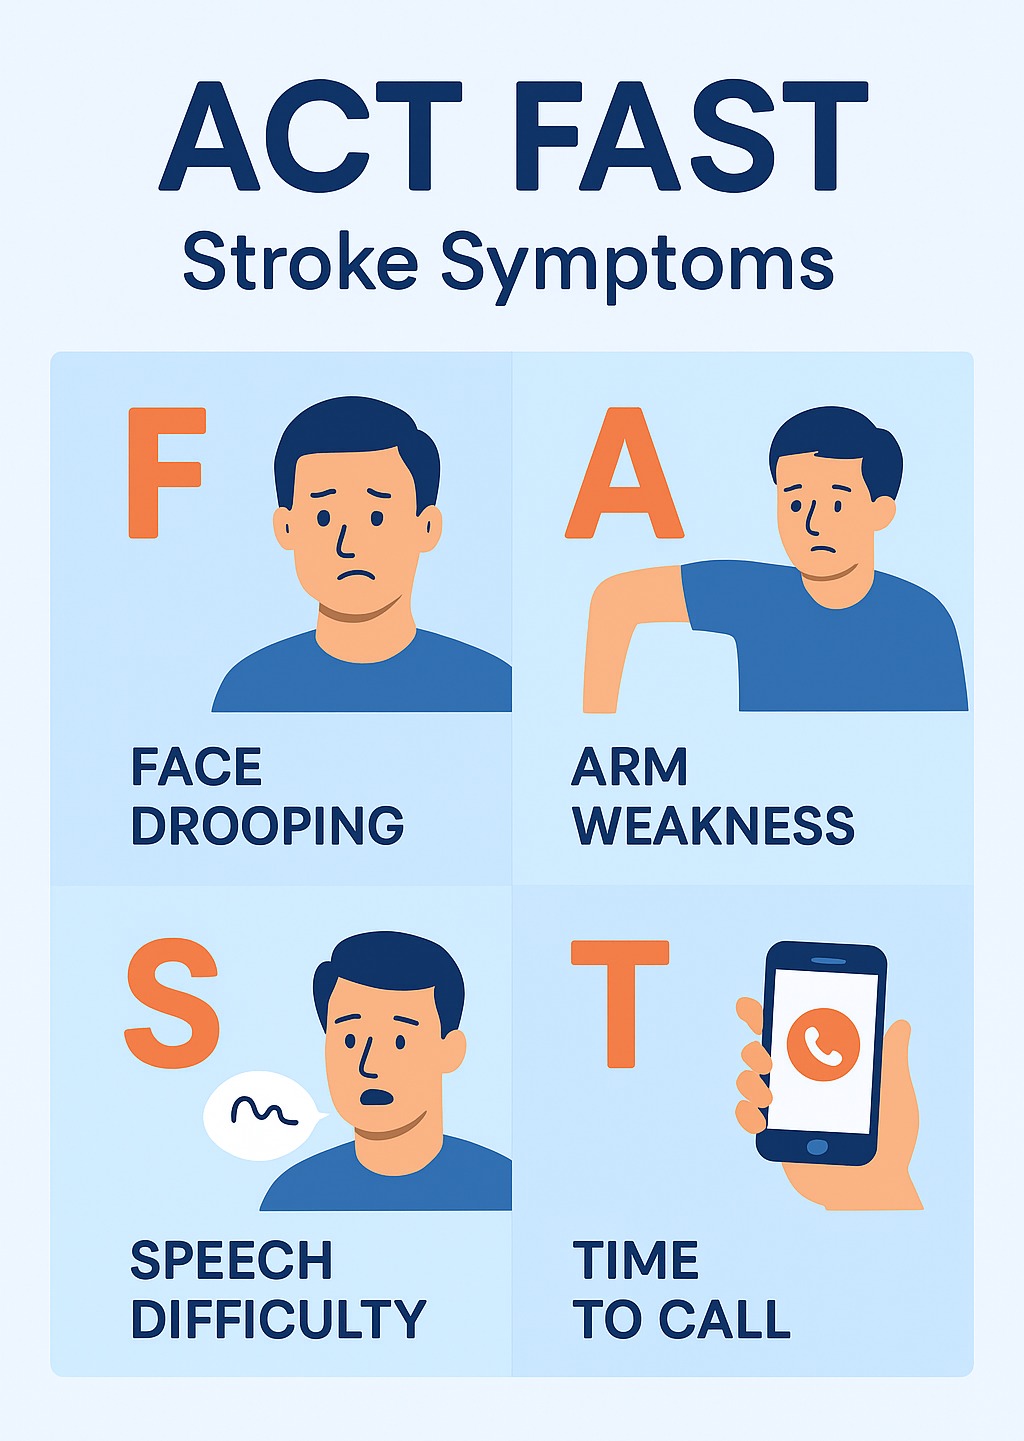 ACT FAST
Stroke Symptoms
F
FACE
DROOPING
A
ARM
WEAKNESS
S
SPEECH
DIFFICULTY
T
TIME
TO CALL